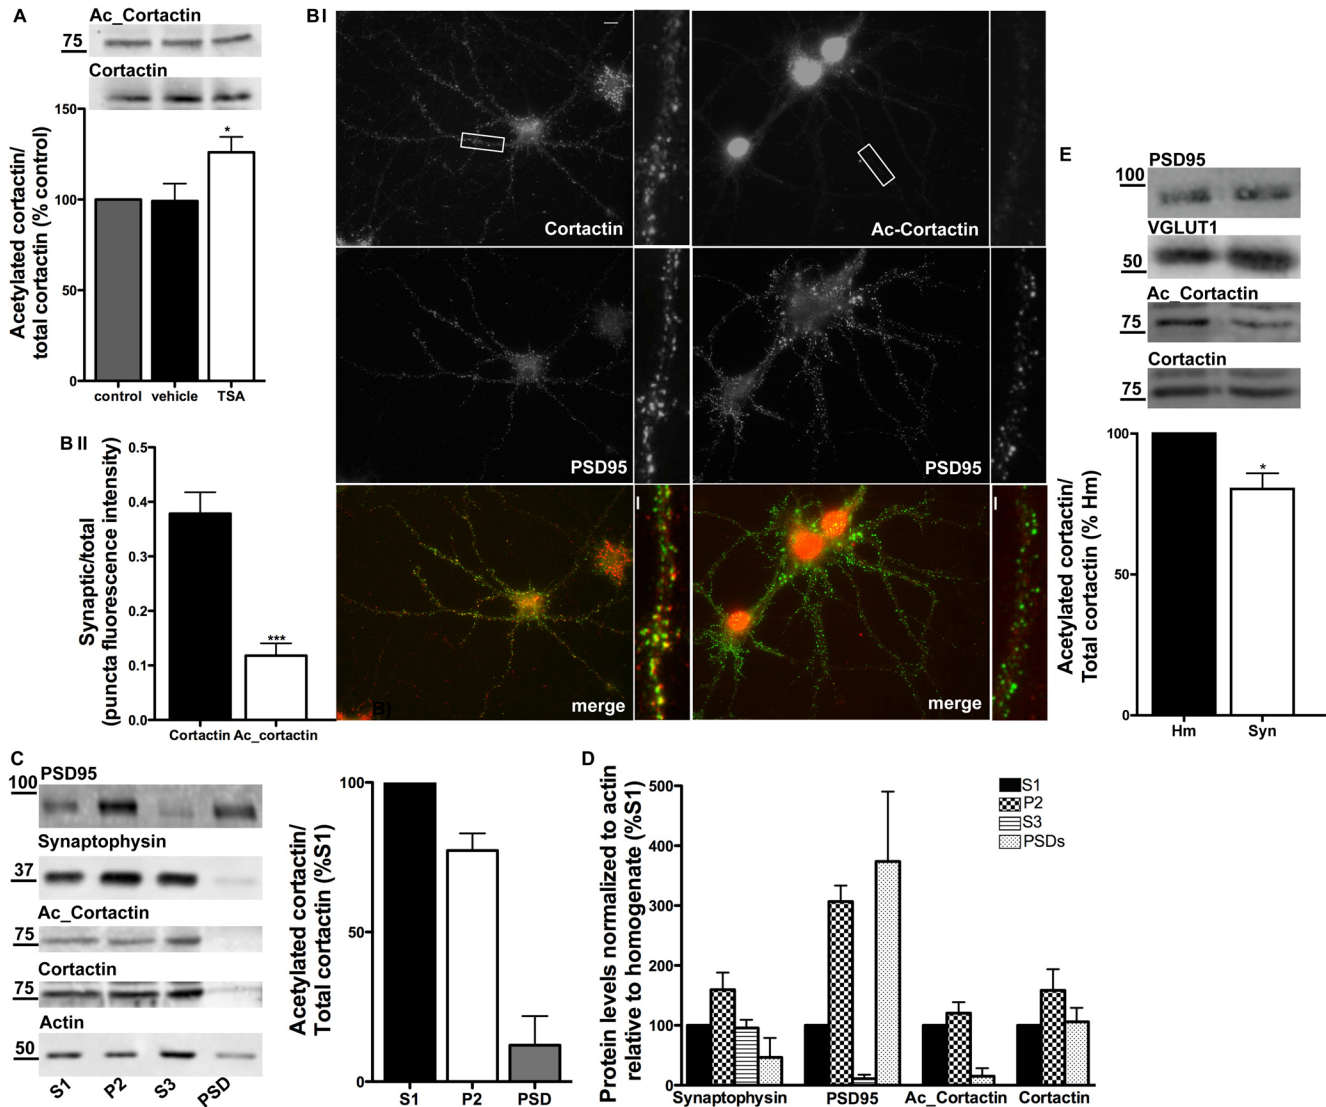 A
Ac_Cortactin
75
Cortactin
150
100
50
0
Acetylated cortactin/
total cortactin (% control)
*
control vehicle TSA
B I
Cortactin
Ac-Cortactin
PSD95
PSD95
merge
merge
B)
B II
0.5
0.4
0.3
0.2
0.1
0.0
Synaptic/total
(puncta fluorescence intensity)
***
Cortactin Ac_cortactin
E
PSD95
100
VGLUT1
50
Ac_Cortactin
75
Cortactin
75
100
50
0
Acetylated cortactin/
Total cortactin (% Hm)
*
Hm Syn
C
PSD95
100
Synaptophysin
37
Ac_Cortactin
75
Cortactin
75
Actin
50
S1 P2 S3 PSD
100
50
0
Acetylated cortactin/
Total cortactin (%S1)
S1 P2 PSD
D
500
400
300
200
100
50
0
Protein levels normalized to actin
relative to homogenate (%S1)
S1
P2
S3
PSDs
Synaptophysin PSD95 Ac_Cortactin Cortactin